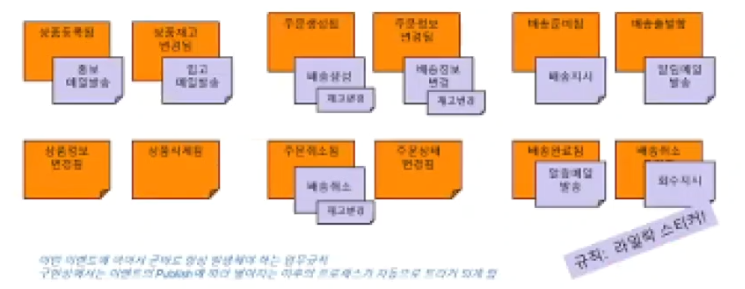 상품등록됨
홍보
메일발송
상품재고
변경됨
입고
메일발송
주문생성됨
배송생성
재고변경
주문정보
변경됨
배송정보
변경
재고변경
배송준비됨
배송지시
배송출발함
알림메일
발송
상품정보
변경됨
상품삭제됨
주문취소됨
배송취소
재고변경
주문상태
변경됨
배송완료됨
알림메일
발송
배송취소
회수지시
규칙: 라일락 스티커!
어떤 이벤트에 이어서 곧바로 항상 발생해야 하는 업무규칙
구현상에서는 이벤트의 Publish에 따라 벌어지는 이후의 프로세스가 자동으로 트리거 되게 함